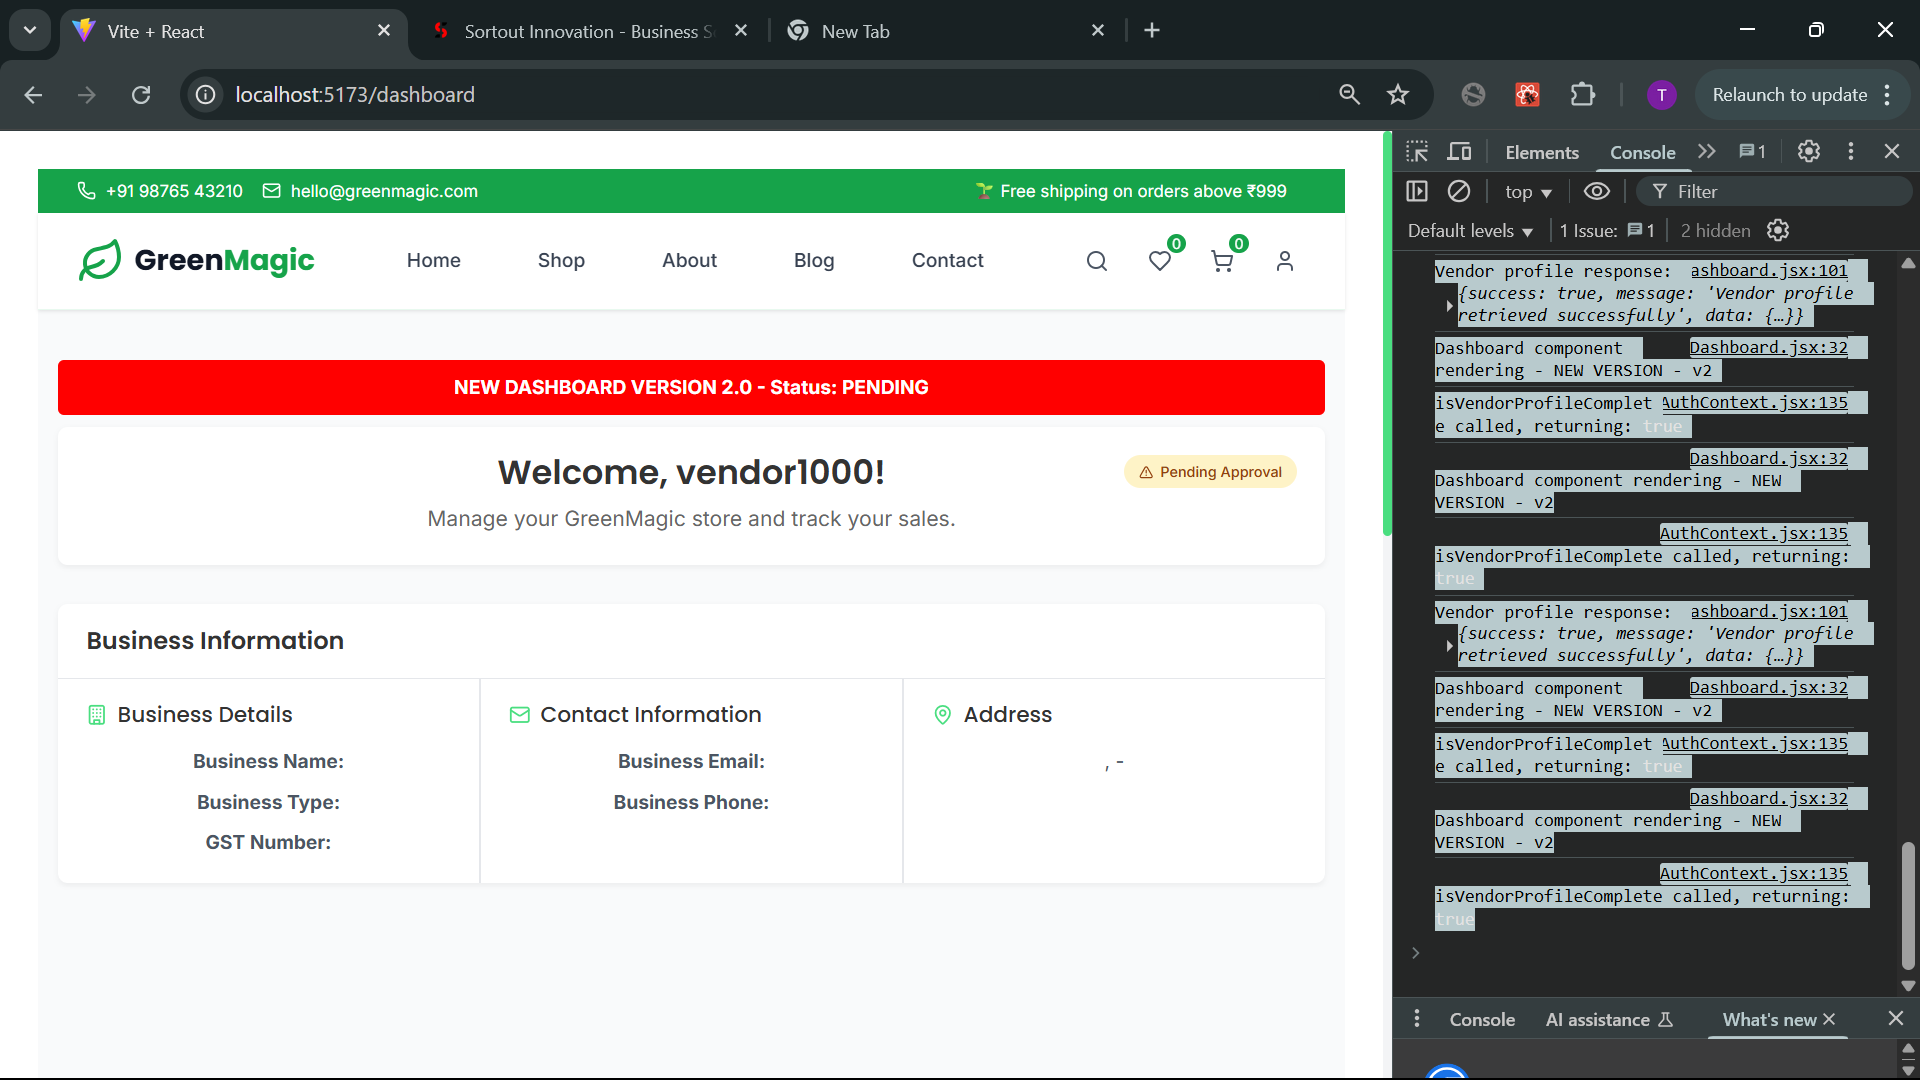 Vite + React
Sortout Innovation - Business S
New Tab
localhost:5173/dashboard
T
Relaunch to update
+91 98765 43210
hello@greenmagic.com
🌱 Free shipping on orders above ₹999
GreenMagic
Home
Shop
About
Blog
Contact
0
0
NEW DASHBOARD VERSION 2.0 - Status: PENDING
Welcome, vendor1000!
Pending Approval
Manage your GreenMagic store and track your sales.
Business Information
Business Details
Business Name:
Business Type:
GST Number:
Contact Information
Business Email:
Business Phone:
Address
, -
Elements
Console
1
top
Filter
Default levels
1 Issue:
1
2 hidden
Vendor profile response: ashboard.jsx:101
{success: true, message: 'Vendor profile
retrieved successfully', data: {…}}
Dashboard component Dashboard.jsx:32
rendering - NEW VERSION - v2
isVendorProfileComplet AuthContext.jsx:135
e called, returning: true
Dashboard.jsx:32
Dashboard component rendering - NEW
VERSION - v2
AuthContext.jsx:135
isVendorProfileComplete called, returning:
true
Vendor profile response: ashboard.jsx:101
{success: true, message: 'Vendor profile
retrieved successfully', data: {…}}
Dashboard component Dashboard.jsx:32
rendering - NEW VERSION - v2
isVendorProfileComplet AuthContext.jsx:135
e called, returning: true
Dashboard.jsx:32
Dashboard component rendering - NEW
VERSION - v2
AuthContext.jsx:135
isVendorProfileComplete called, returning:
true
Console
AI assistance
What's new